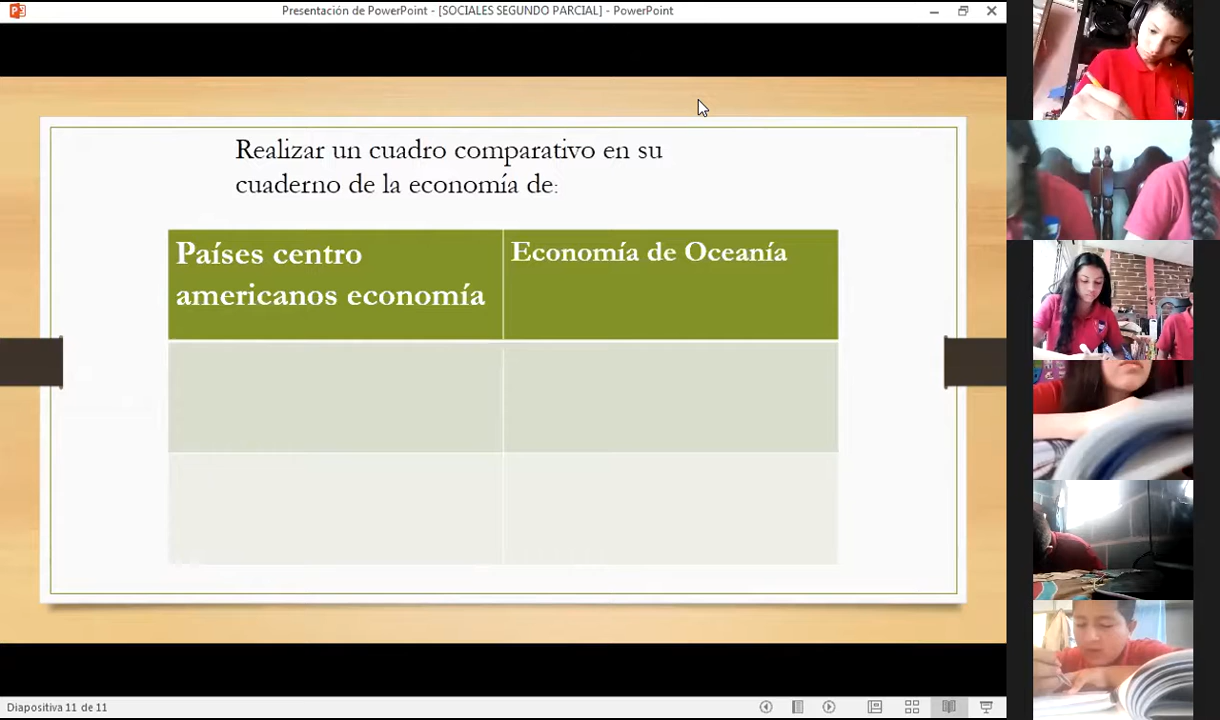 Presentación de PowerPoint - [SOCIALES SEGUNDO PARCIAL] - PowerPoint
Realizar un cuadro comparativo en su
cuaderno de la economía de:
Países centro
americanos economía
Economía de Oceanía
Diapositiva 11 de 11